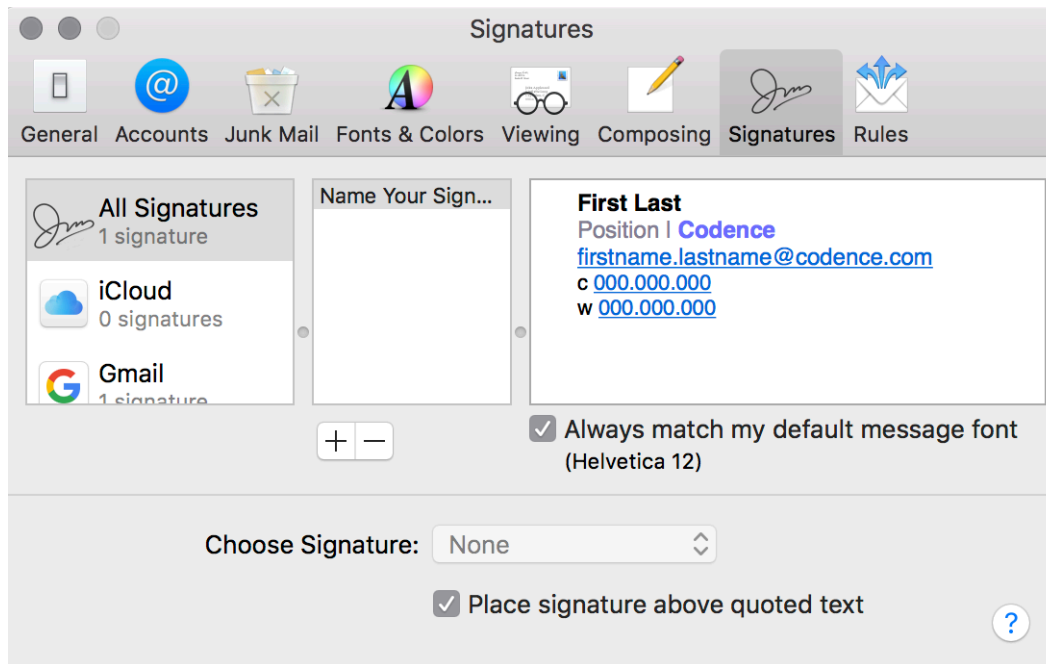 Signatures
General Accounts Junk Mail Fonts & Colors Viewing Composing Signatures Rules
All Signatures
1 signature
iCloud
0 signatures
Gmail
1 signature
Name Your Sign...
First Last
Position | Codence
firstname.lastname@codence.com
c 000.000.000
w 000.000.000
Always match my default message font
(Helvetica 12)
Choose Signature: None
Place signature above quoted text
?